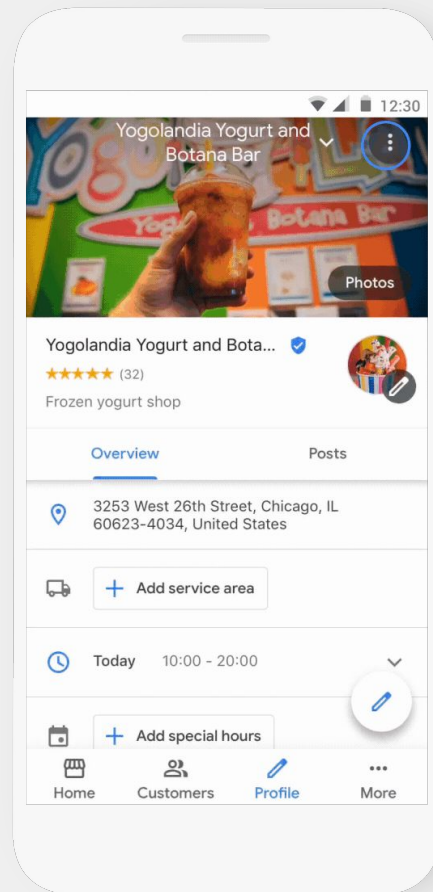 12:30
Yogolandia Yogurt and
Botana Bar
Yog
Botana Bar
Photos
Yogolandia Yogurt and Bota...
(32)
Frozen yogurt shop
Overview
Posts
3253 West 26th Street, Chicago, IL
60623-4034, United States
Add service area
Today 10:00 - 20:00
Add special hours
Home
Customers
Profile
More